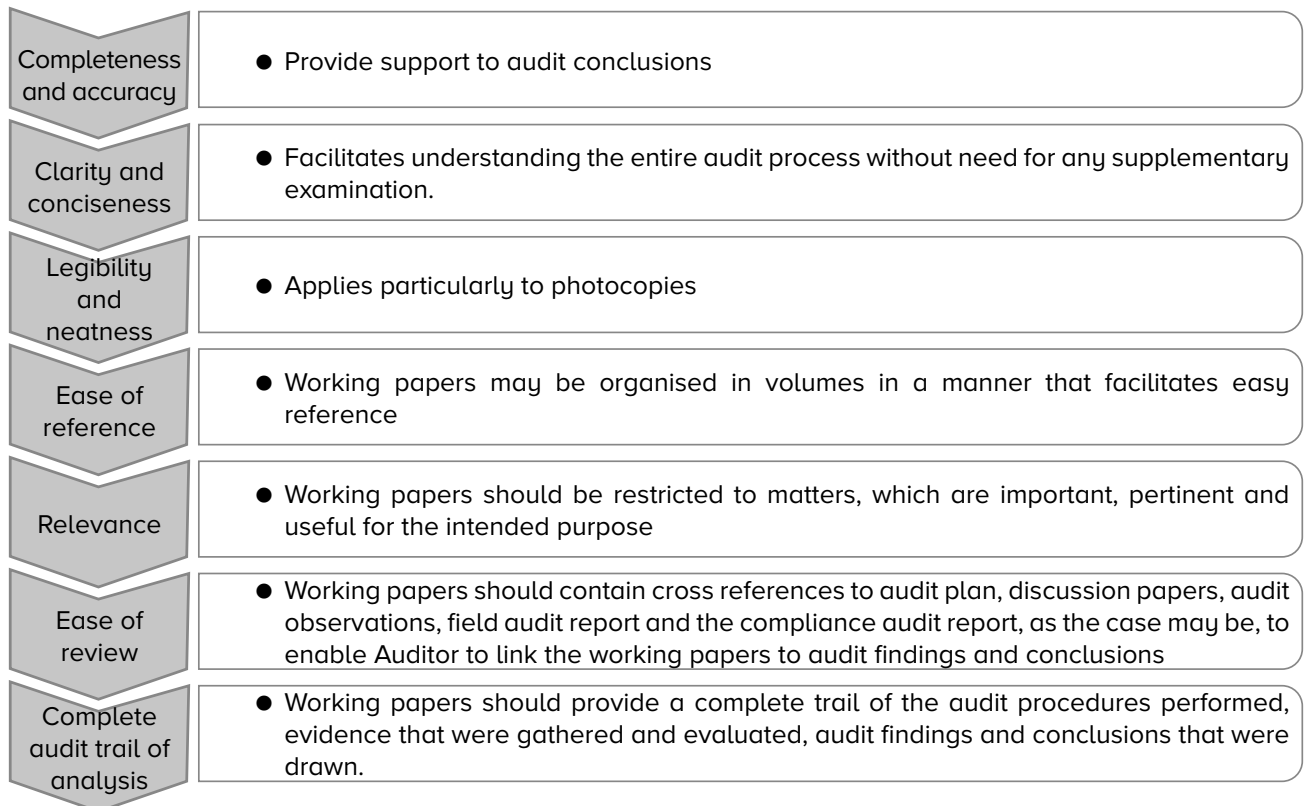 Completeness
and accuracy
● Provide support to audit conclusions
Clarity and
conciseness
● Facilitates understanding the entire audit process without need for any supplementary
examination.
Legibility
and
neatness
● Applies particularly to photocopies
Ease of
reference
● Working papers may be organised in volumes in a manner that facilitates easy
reference
Relevance
● Working papers should be restricted to matters, which are important, pertinent and
useful for the intended purpose
Ease of
review
● Working papers should contain cross references to audit plan, discussion papers, audit
observations, field audit report and the compliance audit report, as the case may be, to
enable Auditor to link the working papers to audit findings and conclusions
Complete
audit trail of
analysis
● Working papers should provide a complete trail of the audit procedures performed,
evidence that were gathered and evaluated, audit findings and conclusions that were
drawn.